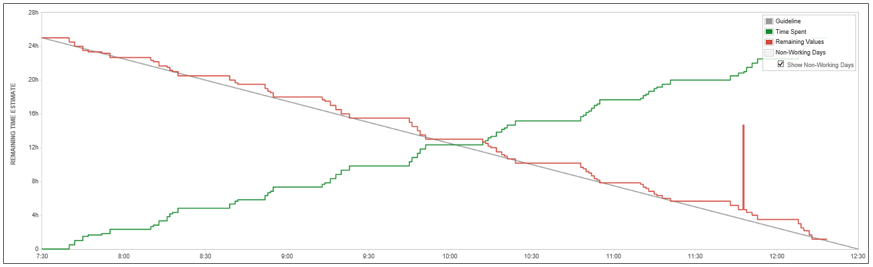 28h
24h
20h
16h
12h
8h
4h
0
REMAINING TIME ESTIMATE
7:30
8:00
8:30
9:00
9:30
10:00
10:30
11:00
11:30
12:00
12:30
Guideline
Time Spent
Remaining Values
Non-Working Days
Show Non-Working Days